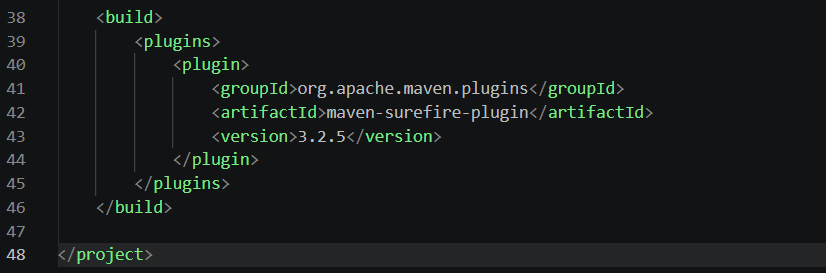 38 <build>
39 <plugins>
40 <plugin>
41 <groupId>org.apache.maven.plugins</groupId>
42 <artifactId>maven-surefire-plugin</artifactId>
43 <version>3.2.5</version>
44 </plugin>
45 </plugins>
46 </build>
47
48 </project>